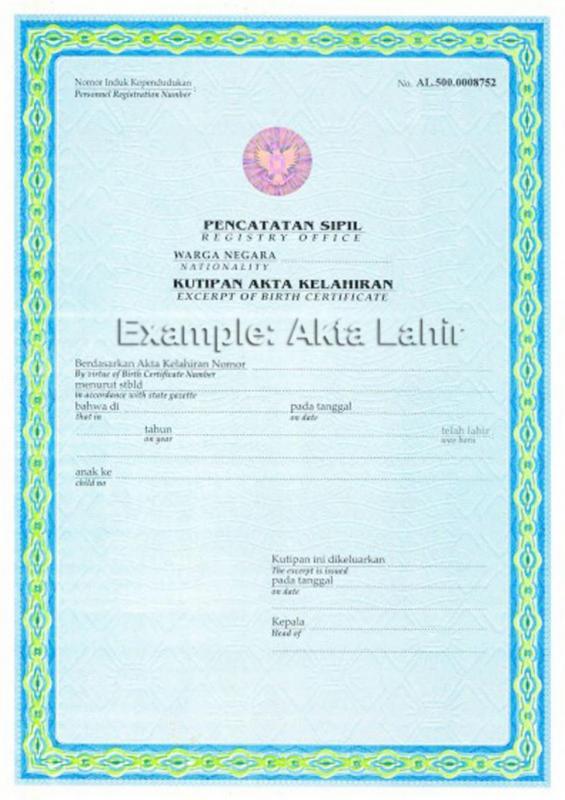 Nomor Induk Kependudukan :
Personnel Registration Number
No. AL.500.0008752
PENCATATAN SIPIL
REGISTRY OFFICE
WARGA NEGARA
NATIONALITY
KUTIPAN AKTA KELAHIRAN
EXCERPT OF BIRTH CERTIFICATE
Example: Akta Lahir
Berdasarkan Akta Kelahiran Nomor
By virtue of Birth Certificate Number
menurut stbld
in accordance with state gazette
bahwa di pada tanggal
that in on date
tahun telah lahir
on year was born
anak ke
child no
Kutipan ini dikeluarkan
The excerpt is issued
pada tanggal
on date
Kepala
Head of